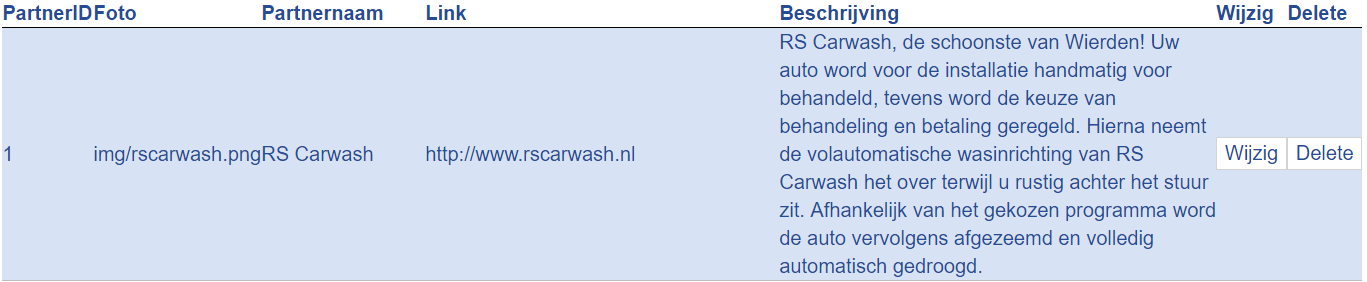 PartnerID Foto Partnernaam Link Beschrijving Wijzig Delete
RS Carwash, de schoonste van Wierden! Uw
auto word voor de installatie handmatig voor
behandeld, tevens word de keuze van
behandeling en betaling geregeld. Hierna neemt
1 img/rscarwash.png RS Carwash http://www.rscarwash.nl de volautomatische wasinrichting van RS Wijzig Delete
Carwash het over terwijl u rustig achter het stuur
zit. Afhankelijk van het gekozen programma word
de auto vervolgens afgezeemd en volledig
automatisch gedroogd.